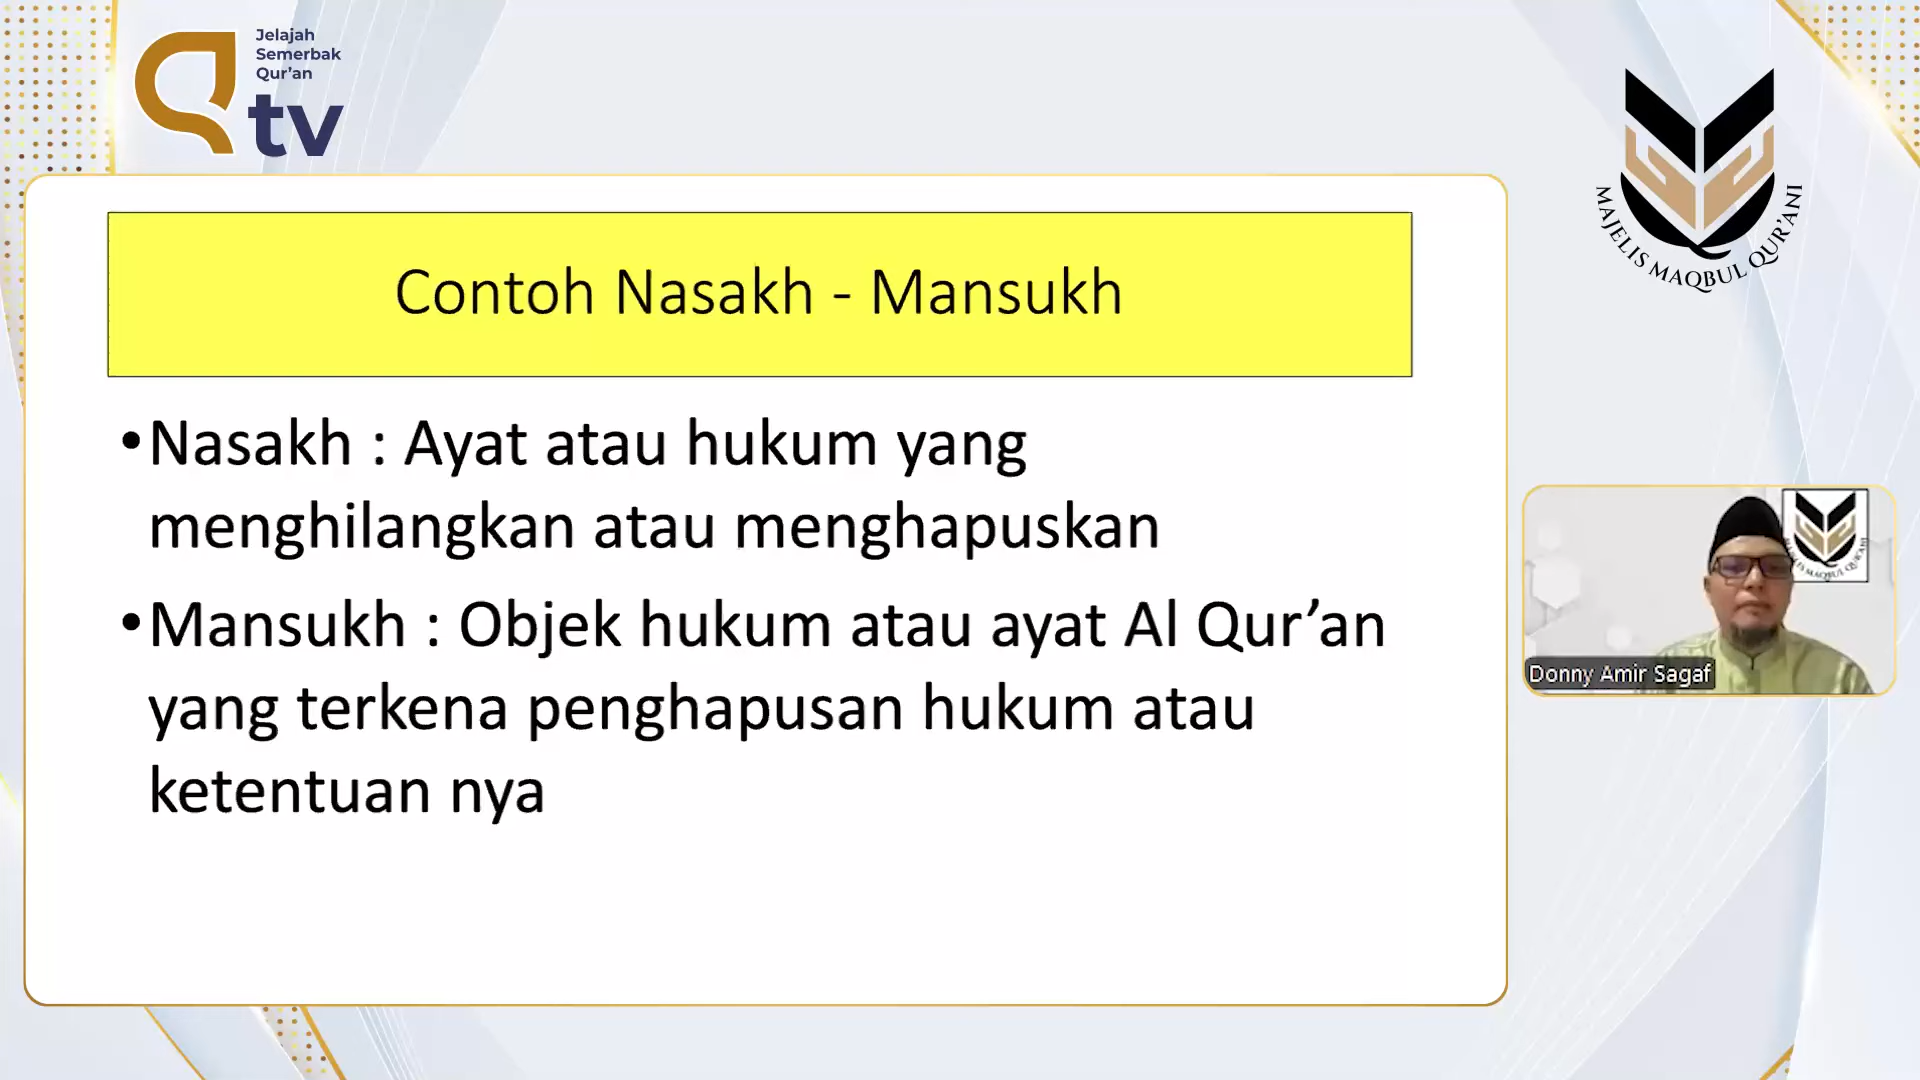 Jelajah
Semerbak
Qur'an
tv
MAJELIS MAQBUL QUR'ANI
Contoh Nasakh - Mansukh
•Nasakh : Ayat atau hukum yang
menghilangkan atau menghapuskan
•Mansukh : Objek hukum atau ayat Al Qur’an
yang terkena penghapusan hukum atau
ketentuan nya
Donny Amir Sagaf